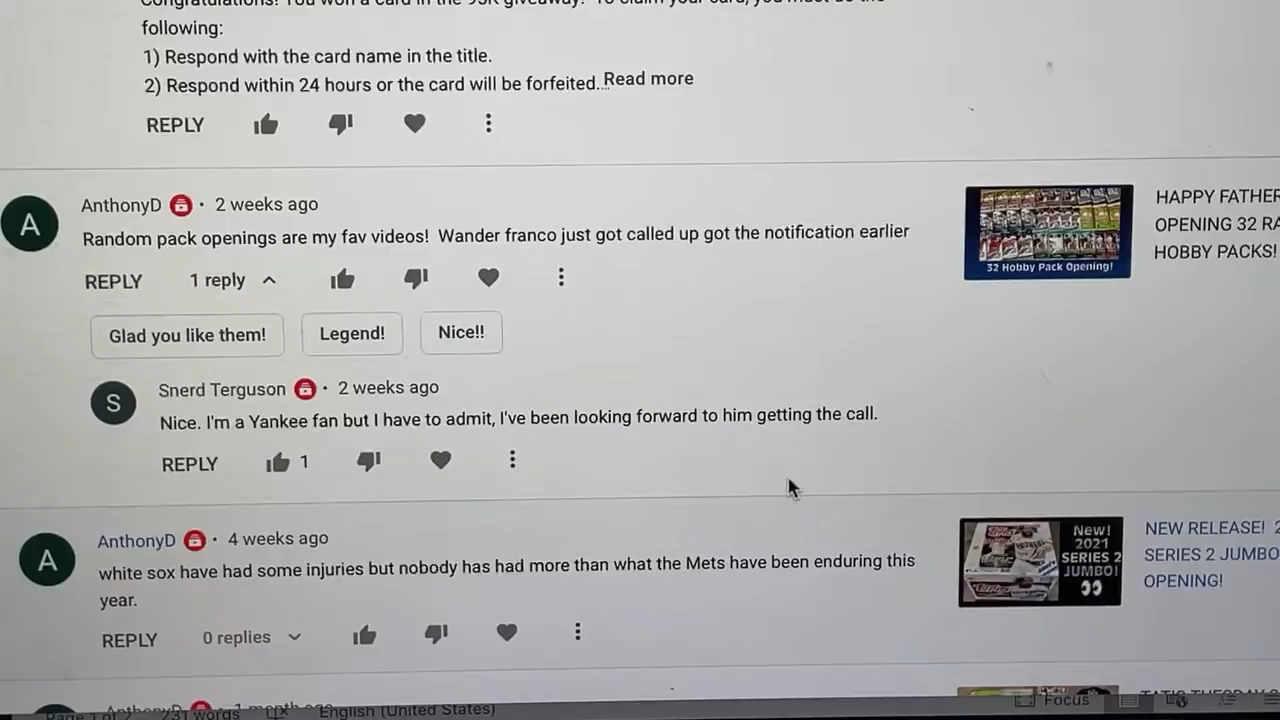 following:
1) Respond with the card name in the title.
2) Respond within 24 hours or the card will be forfeited...Read more
REPLY
A
AnthonyD · 2 weeks ago
Random pack openings are my fav videos! Wander franco just got called up got the notification earlier
REPLY 1 reply
Glad you like them! Legend! Nice!!
32 Hobby Pack Opening!
HAPPY FATHER
OPENING 32 RA
HOBBY PACKS!
S
Snerd Terguson · 2 weeks ago
Nice. I'm a Yankee fan but I have to admit, I've been looking forward to him getting the call.
REPLY 1
A
AnthonyD · 4 weeks ago
white sox have had some injuries but nobody has had more than what the Mets have been enduring this
year.
REPLY 0 replies
New!
2021
SERIES 2
JUMBO!
NEW RELEASE! 2
SERIES 2 JUMBO
OPENING!
AnthonyD · 1 month ago
231 words English (United States) Focus